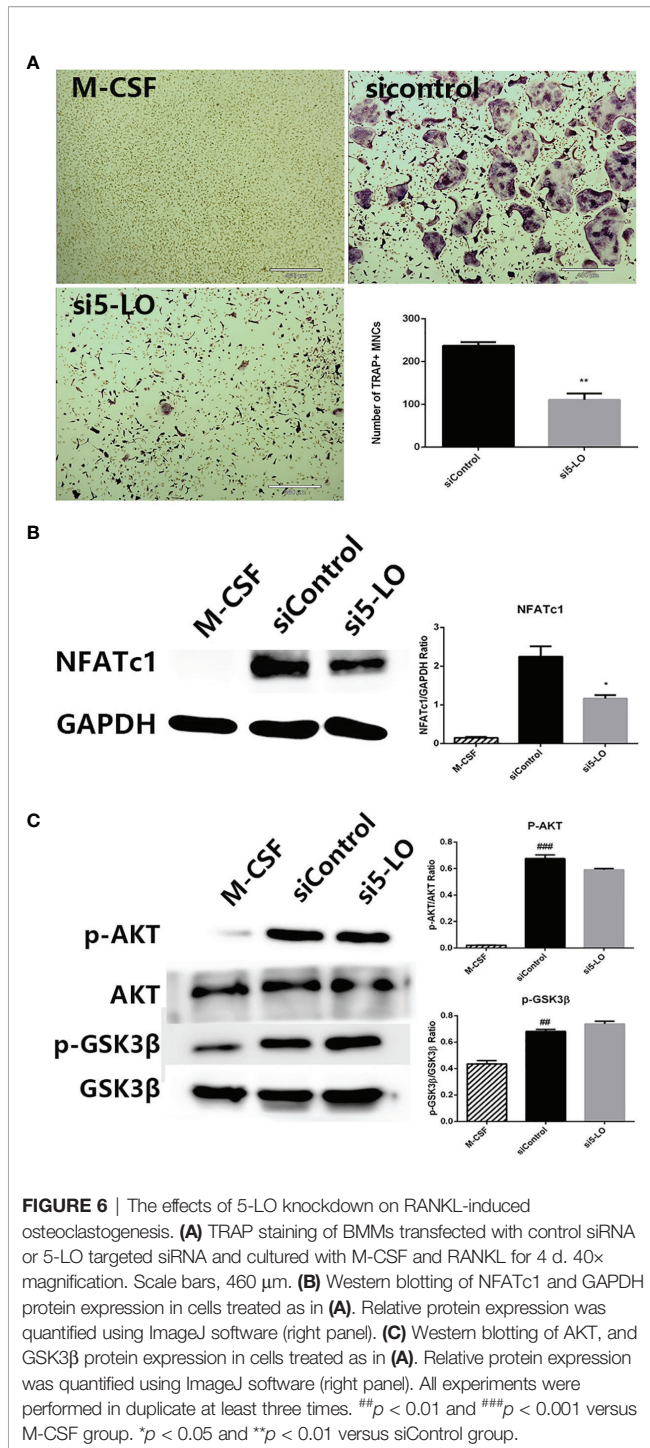 A
M-CSF
sicontrol
si5-LO
300
200
100
0
Number of TRAP+ MNCs
**
siControl
si5-LO
B
M-CSF
siControl
si5-LO
NFATc1
GAPDH
NFATc1
3
2
1
0
NFATc1/GAPDH Ratio
*
M-CSF
siControl
si5-LO
C
M-CSF
siControl
si5-LO
p-AKT
AKT
p-GSK3β
GSK3β
P-AKT
0.8
0.6
0.4
0.2
0.0
p-AKT/AKT Ratio
###
M-CSF
siControl
si5-LO
p-GSK3β
0.8
0.6
0.4
0.2
0.0
p-GSK3β/GSK3β Ratio
##
M-CSF
siControl
si5-LO
FIGURE 6 | The effects of 5-LO knockdown on RANKL-induced
osteoclastogenesis. (A) TRAP staining of BMMs transfected with control siRNA
or 5-LO targeted siRNA and cultured with M-CSF and RANKL for 4 d. 40×
magnification. Scale bars, 460 μm. (B) Western blotting of NFATc1 and GAPDH
protein expression in cells treated as in (A). Relative protein expression was
quantified using ImageJ software (right panel). (C) Western blotting of AKT, and
GSK3β protein expression in cells treated as in (A). Relative protein expression
was quantified using ImageJ software (right panel). All experiments were
performed in duplicate at least three times. ##p < 0.01 and ###p < 0.001 versus
M-CSF group. *p < 0.05 and **p < 0.01 versus siControl group.